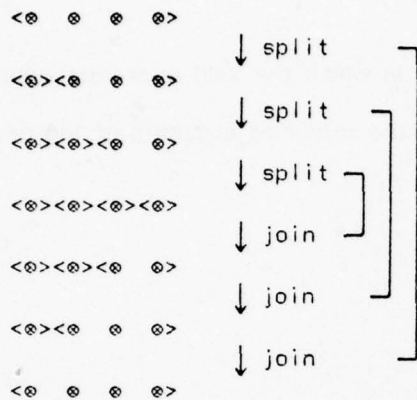 <⊗ ⊗ ⊗ ⊗>
↓ split
<⊗><⊗ ⊗ ⊗>
↓ split
<⊗><⊗><⊗ ⊗>
↓ split
<⊗><⊗><⊗><⊗>
↓ join
<⊗><⊗><⊗ ⊗>
↓ join
<⊗><⊗ ⊗ ⊗>
↓ join
<⊗ ⊗ ⊗ ⊗>